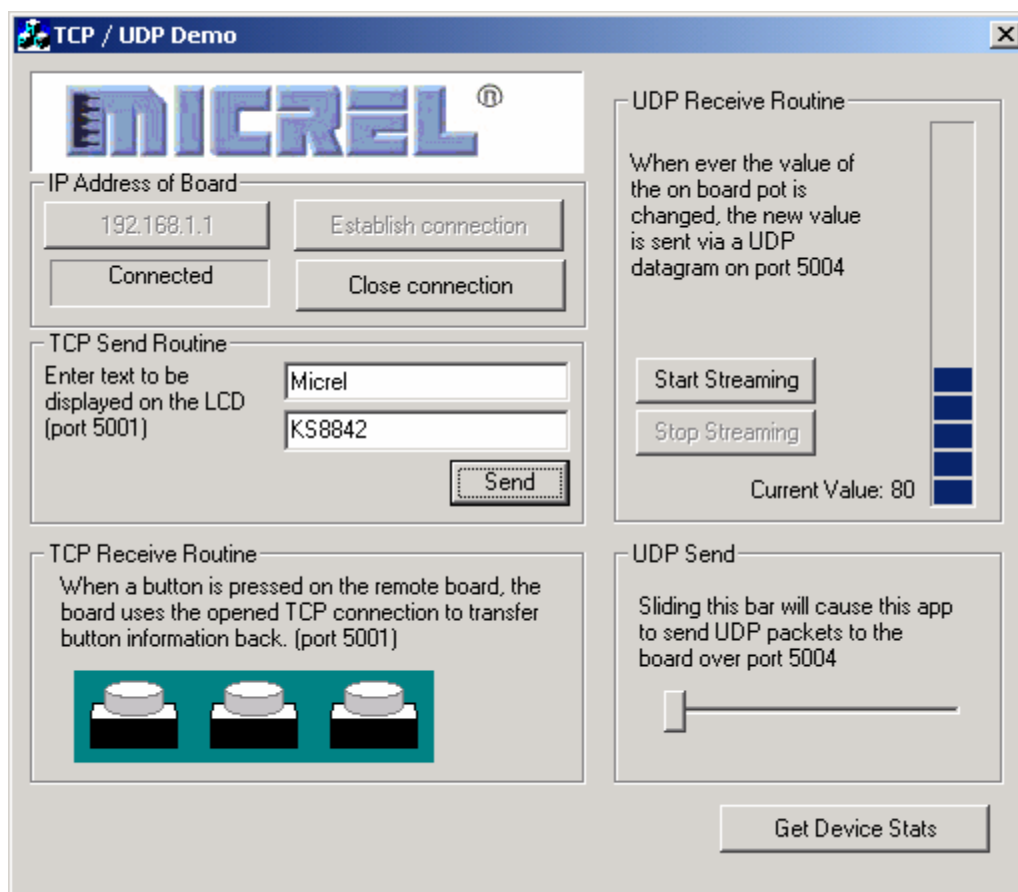 TCP / UDP Demo
MICREL ®
IP Address of Board
192.168.1.1
Establish connection
Connected
Close connection
TCP Send Routine
Enter text to be
displayed on the LCD
(port 5001)
Micrel
KS8842
Send
TCP Receive Routine
When a button is pressed on the remote board, the
board uses the opened TCP connection to transfer
button information back. (port 5001)
UDP Receive Routine
When ever the value of
the on board pot is
changed, the new value
is sent via a UDP
datagram on port 5004
Start Streaming
Stop Streaming
Current Value: 80
UDP Send
Sliding this bar will cause this app
to send UDP packets to the
board over port 5004
Get Device Stats